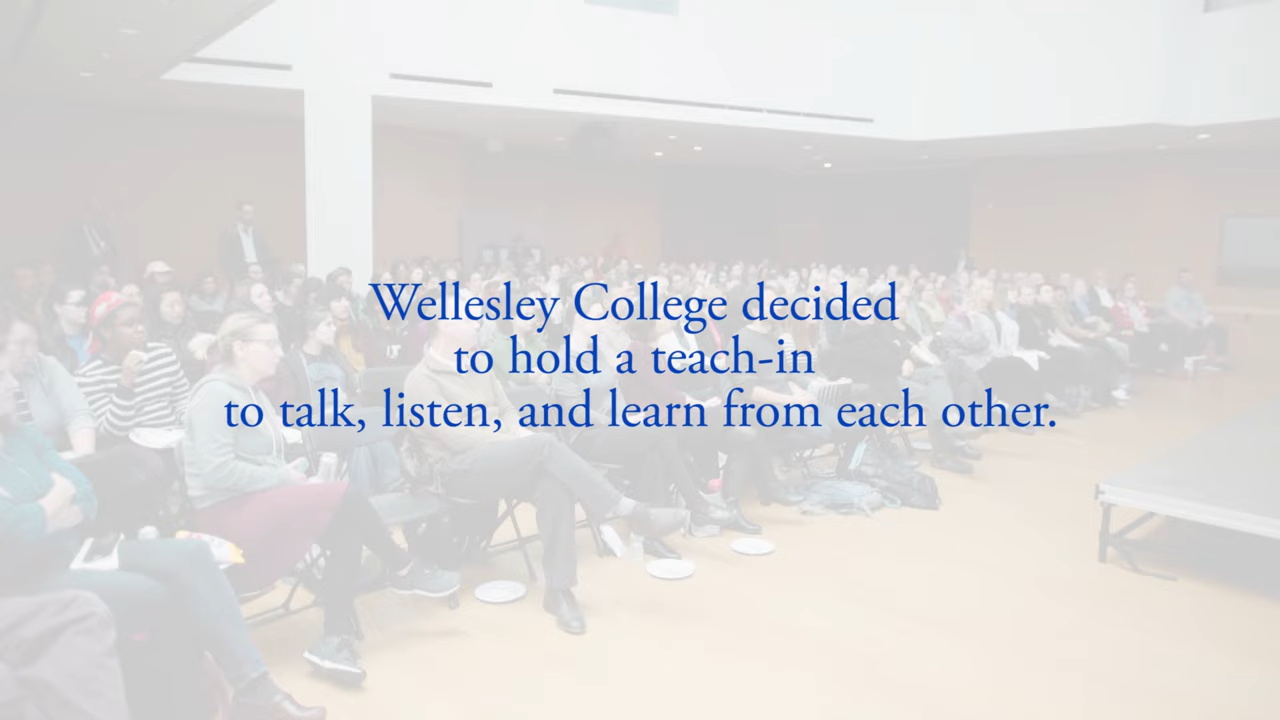 Wellesley College decided
to hold a teach-in
to talk, listen, and learn from each other.